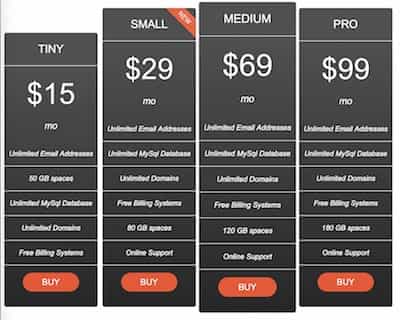 TINY
$15
mo
Unlimited Email Addresses
50 GB spaces
Unlimited MySql Database
Unlimited Domains
Free Billing Systems
BUY
SMALL
NEW
$29
mo
Unlimited Email Addresses
Unlimited MySql Database
Unlimited Domains
Free Billing Systems
80 GB spaces
Online Support
BUY
MEDIUM
$69
mo
Unlimited Email Addresses
Unlimited MySql Database
Unlimited Domains
Free Billing Systems
120 GB spaces
Online Support
BUY
PRO
$99
mo
Unlimited Email Addresses
Unlimited MySql Database
Unlimited Domains
Free Billing Systems
180 GB spaces
Online Support
BUY